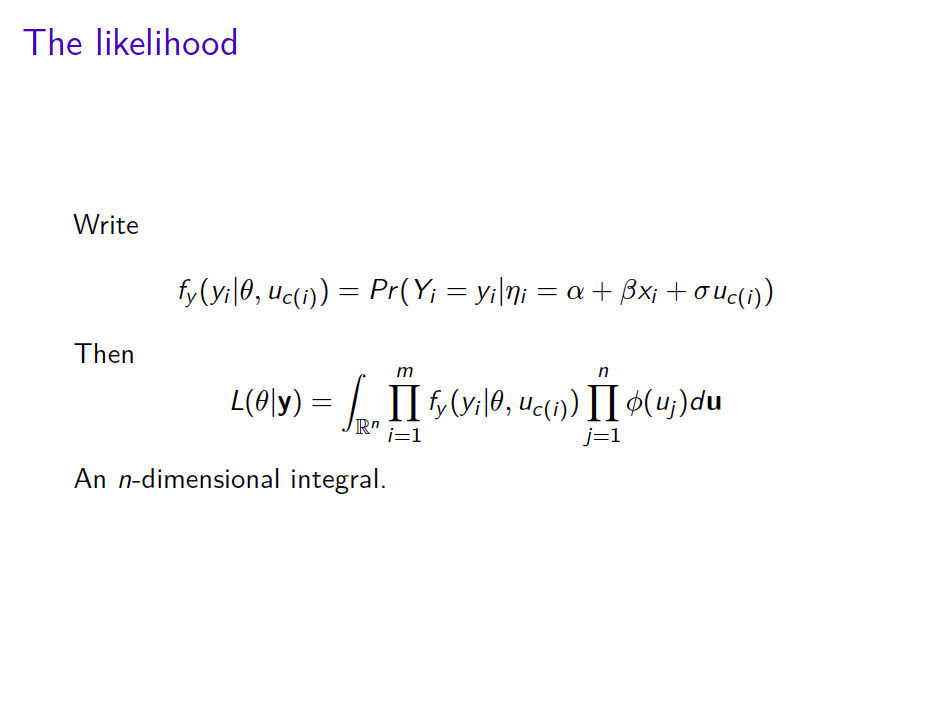 The likelihood
Write
f_y(y_i|θ, u_{c(i)}) = Pr(Y_i = y_i|η_i = α + βx_i + σu_{c(i)})
Then
L(θ|𝐲) = ∫_{ℝⁿ} ∏_{i=1}^{m} f_y(y_i|θ, u_{c(i)}) ∏_{j=1}^{n} ϕ(u_j)d𝐮
An n-dimensional integral.